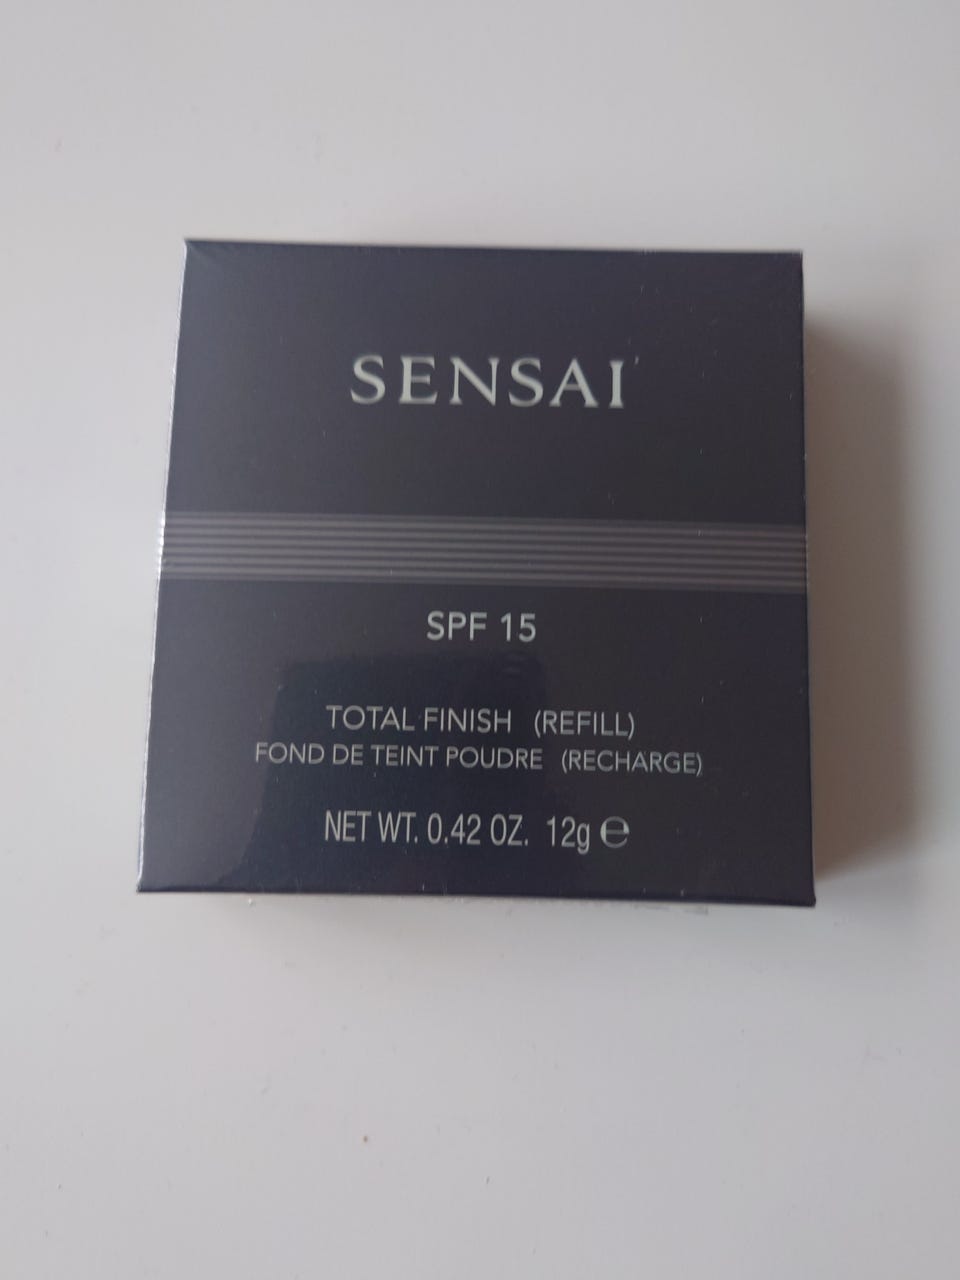 SENSAI
SPF 15
TOTAL FINISH (REFILL)
FOND DE TEINT POUDRE (RECHARGE)
NET WT. 0.42 OZ. 12g ℮